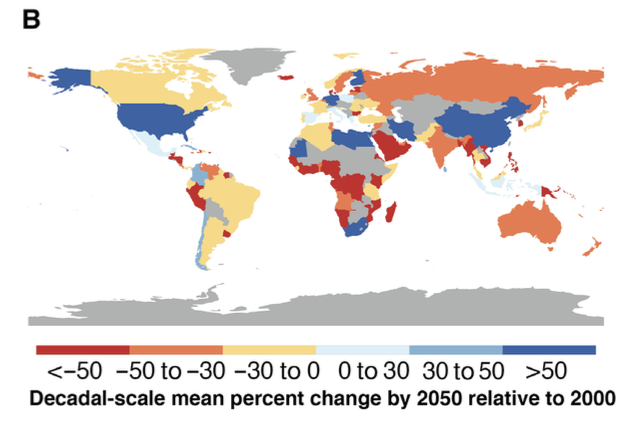 B
<-50 -50 to -30 -30 to 0 0 to 30 30 to 50 >50
Decadal-scale mean percent change by 2050 relative to 2000